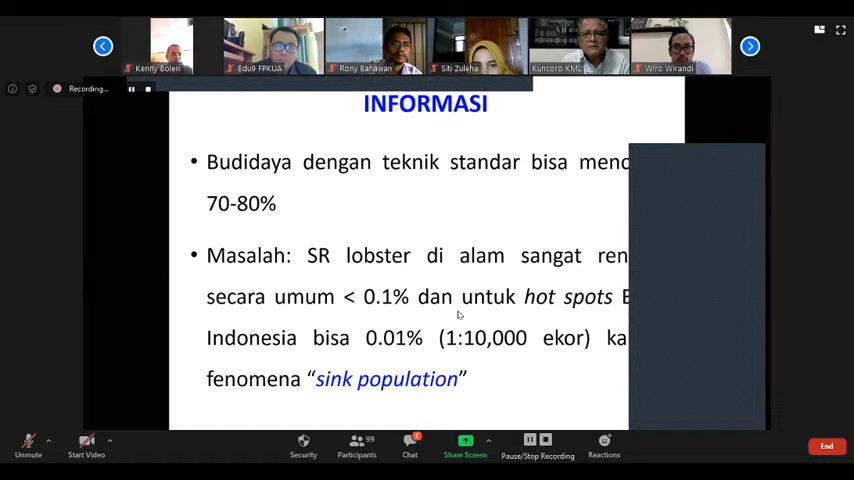 Kenny Bolen
Edu9 FPKUA
Rony Bahawan
Siti Zuleha
Kuncoro KML
Wiro Wirandi
Recording...
INFORMASI
• Budidaya dengan teknik standar bisa
70-80%
• Masalah: SR lobster di alam sangat
secara umum < 0.1% dan untuk hot spots
Indonesia bisa 0.01% (1:10,000 ekor)
fenomena "sink population"
99
1
Unmute
Start Video
Security
Participants
Chat
Share Screen
Pause/Stop Recording
Reactions
End